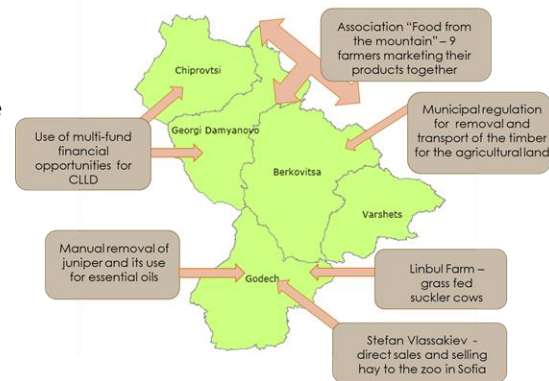 Association "Food from
the mountain" – 9
farmers marketing their
products together
Chiprovtsi
Municipal regulation
for removal and
transport of the timber
for the agricultural land
Use of multi-fund
financial
opportunities for
CLLD
Georgi Damyanovo
Berkovitsa
Varshets
Manual removal of
juniper and its use
for essential oils
Godech
Linbul Farm –
grass fed
suckler cows
Stefan Vlassakiev -
direct sales and selling
hay to the zoo in Sofia